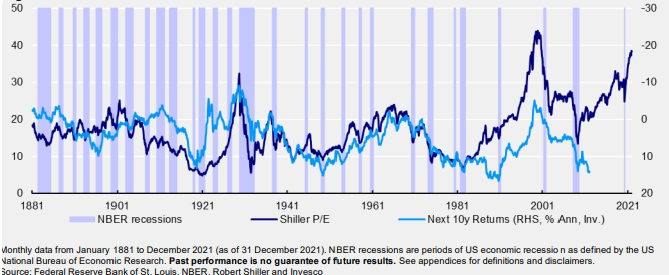 50
-30
40
-20
30
-10
20
0
10
10
0
20
1881 1901 1921 1941 1961 1981 2001 2021
NBER recessions Shiller P/E Next 10y Returns (RHS, % Ann, Inv.)
Monthly data from January 1881 to December 2021 (as of 31 December 2021). NBER recessions are periods of US economic recession as defined by the US
National Bureau of Economic Research. Past performance is no guarantee of future results. See appendices for definitions and disclaimers.
Source: Federal Reserve Bank of St. Louis, NBER, Robert Shiller and Invesco